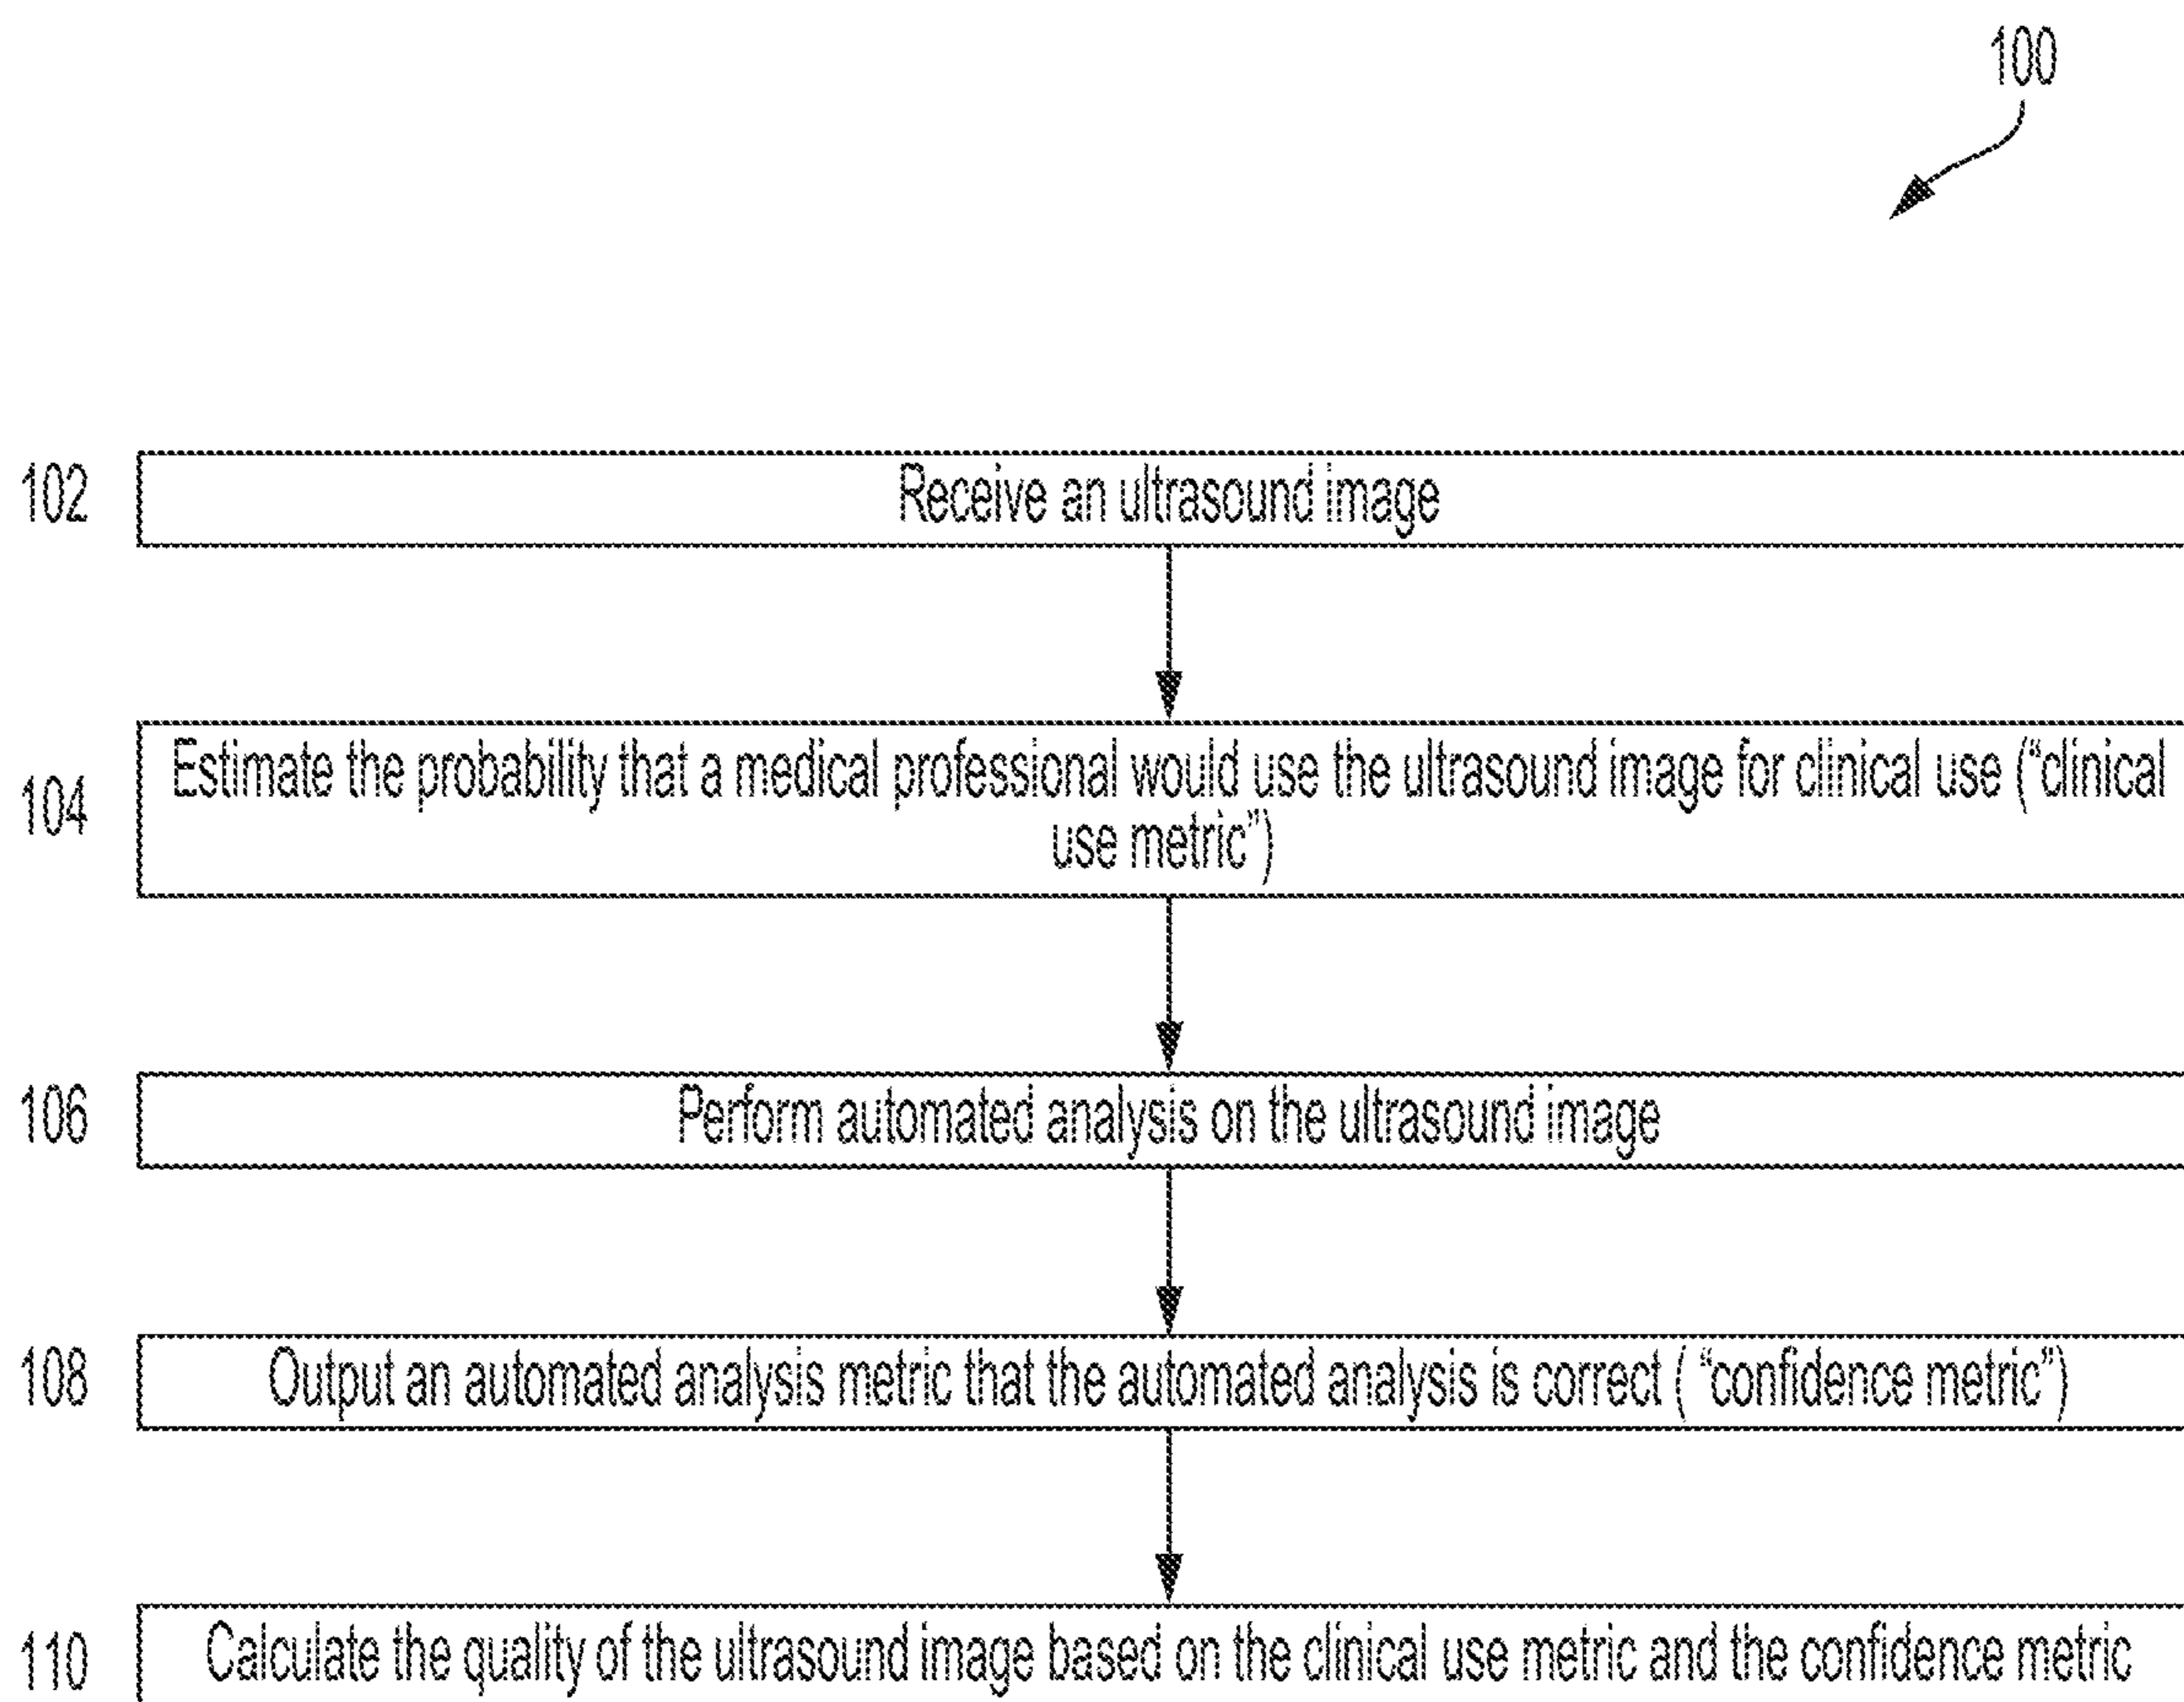 100
102
Receive an ultrasound image
104
Estimate the probability that a medical professional would use the ultrasound image for clinical use (“clinical
use metric”)
106
Perform automated analysis on the ultrasound image
108
Output an automated analysis metric that the automated analysis is correct ( “confidence metric”)
110
Calculate the quality of the ultrasound image based on the clinical use metric and the confidence metric